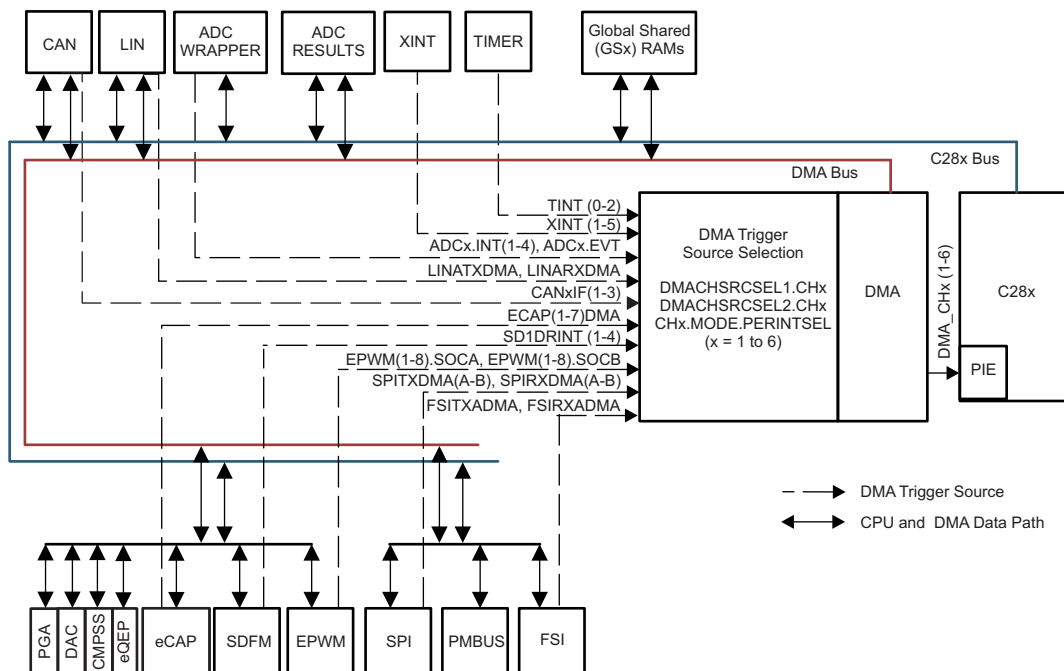 CAN
LIN
ADC
WRAPPER
ADC
RESULTS
XINT
TIMER
Global Shared
(GSx) RAMs
C28x Bus
DMA Bus
TINT (0-2)
XINT (1-5)
ADCx.INT(1-4), ADCx.EVT
LINATXDMA, LINARXDMA
CANxIF(1-3)
ECAP(1-7)DMA
SD1DRINT (1-4)
EPWM(1-8).SOCA, EPWM(1-8).SOCB
SPITXDMA(A-B), SPIRXDMA(A-B)
FSITXADMA, FSIRXADMA
DMA Trigger
Source Selection
DMACHSRCSEL1.CHx
DMACHSRCSEL2.CHx
CHx.MODE.PERINTSEL
(x = 1 to 6)
DMA
DMA_CHx (1-6)
C28x
PIE
DMA Trigger Source
CPU and DMA Data Path
PGA
DAC
CMPSS
eQEP
eCAP
SDFM
EPWM
SPI
PMBUS
FSI